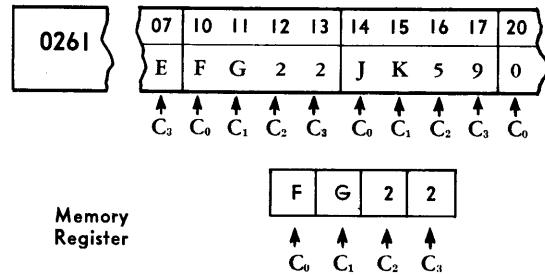 0261
07 10 11 12 13 14 15 16 17 20
E F G 2 2 J K 5 9 0
C₃ C₀ C₁ C₂ C₃ C₀ C₁ C₂ C₃ C₀
F G 2 2
Memory
Register
C₀ C₁ C₂ C₃